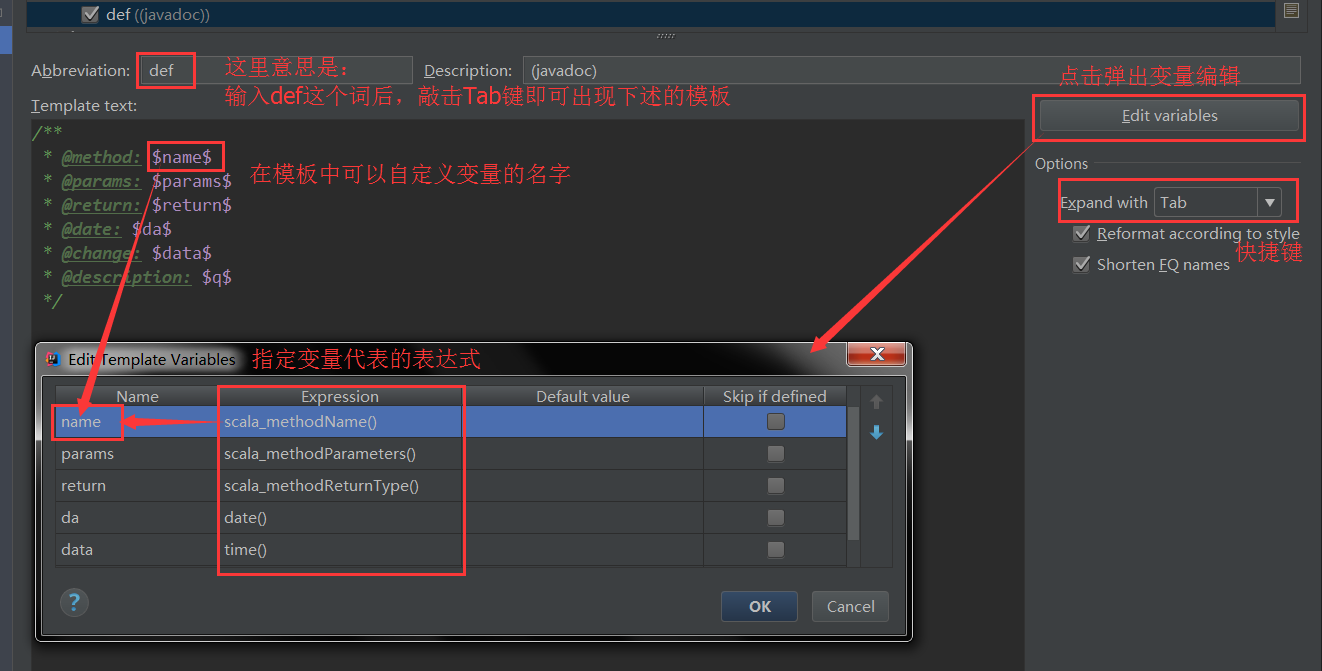 def ((javadoc))
Abbreviation: def
这里意思是:
输入def这个词后，敲击Tab键即可出现下述的模板
Description: (javadoc)
点击弹出变量编辑
Edit variables
Template text:
/**
* @method: $name$
* @params: $params$
* @return: $return$
* @date: $da$
* @change: $data$
* @description: $q$
*/
在模板中可以自定义变量的名字
Options
Expand with Tab
Reformat according to style
快捷键
Shorten FQ names
Edit Template Variables
指定变量代表的表达式
Name Expression Default value Skip if defined
name scala_methodName()
params scala_methodParameters()
return scala_methodReturnType()
da date()
data time()
?
OK Cancel